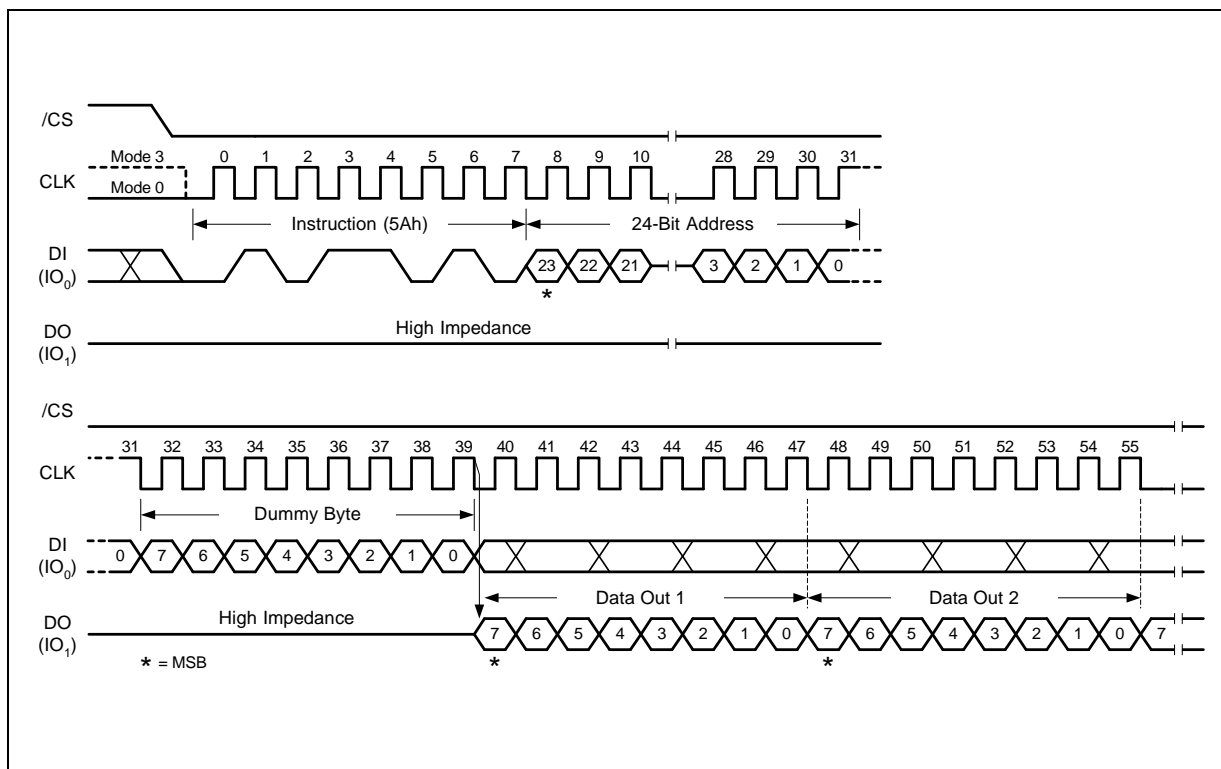 /CS
Mode 3 0 1 2 3 4 5 6 7 8 9 10 28 29 30 31
CLK
Mode 0
Instruction (5Ah) 24-Bit Address
DI
(IO0)
23 22 21 3 2 1 0
*
High Impedance
DO
(IO1)
/CS
31 32 33 34 35 36 37 38 39 40 41 42 43 44 45 46 47 48 49 50 51 52 53 54 55
CLK
Dummy Byte
DI
(IO0)
0 7 6 5 4 3 2 1 0
Data Out 1 Data Out 2
High Impedance
DO
(IO1)
7 6 5 4 3 2 1 0 7 6 5 4 3 2 1 0 7
* = MSB * *